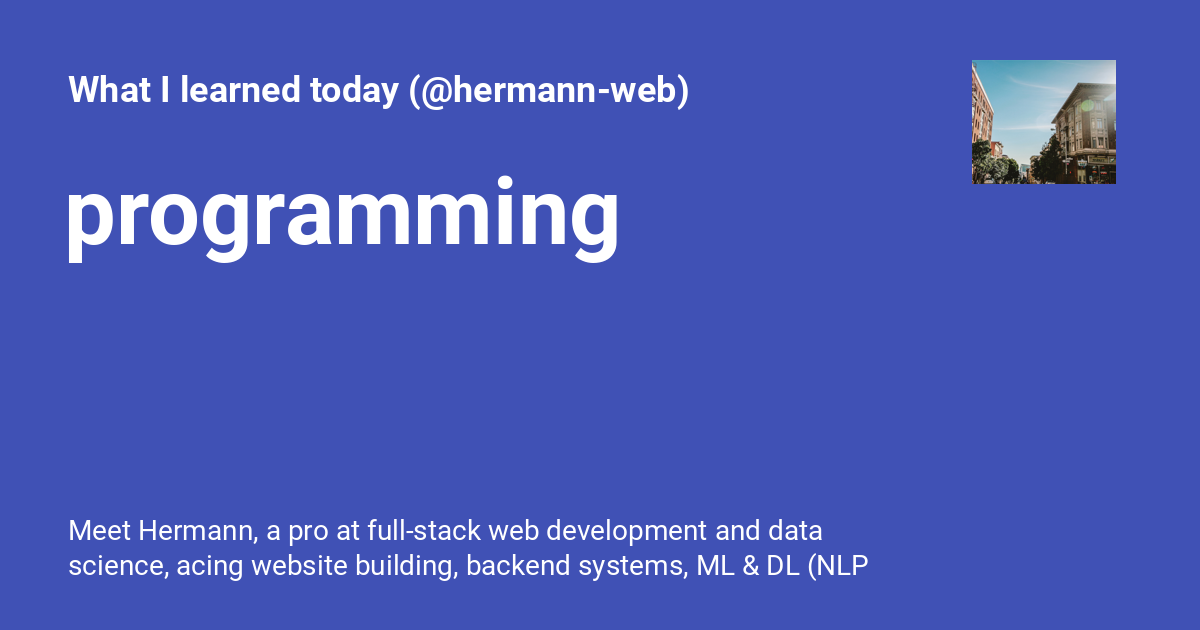 What I learned today (@hermann-web)
programming
Meet Hermann, a pro at full-stack web development and data
science, acing website building, backend systems, ML & DL (NLP